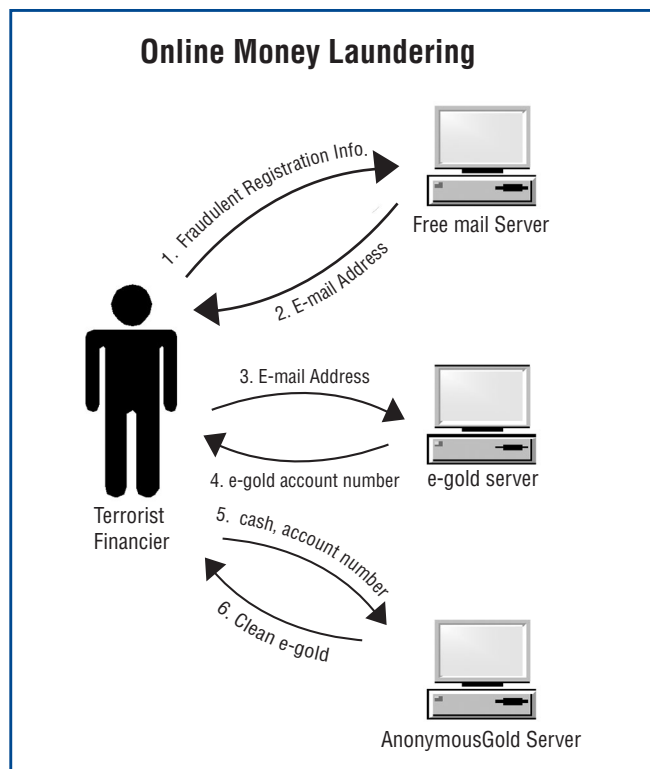 Online Money Laundering
1. Fraudulent Registration Info.
Free mail Server
2. E-mail Address
3. E-mail Address
4. e-gold account number
e-gold server
Terrorist
Financier
5. cash, account number
6. Clean e-gold
AnonymousGold Server